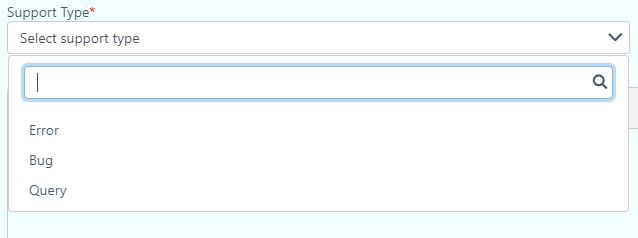 Support Type*
Select support type
Error
Bug
Query